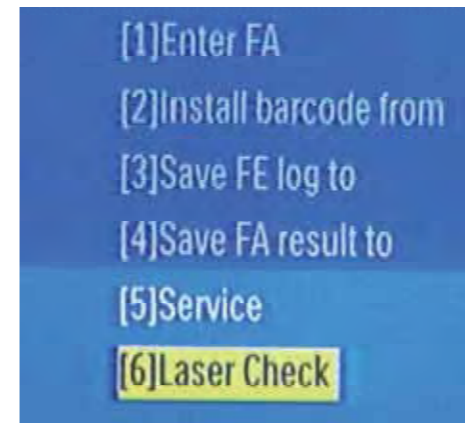 [1]Enter FA
[2]Install barcode from
[3]Save FE log to
[4]Save FA result to
[5]Service
[6]Laser Check